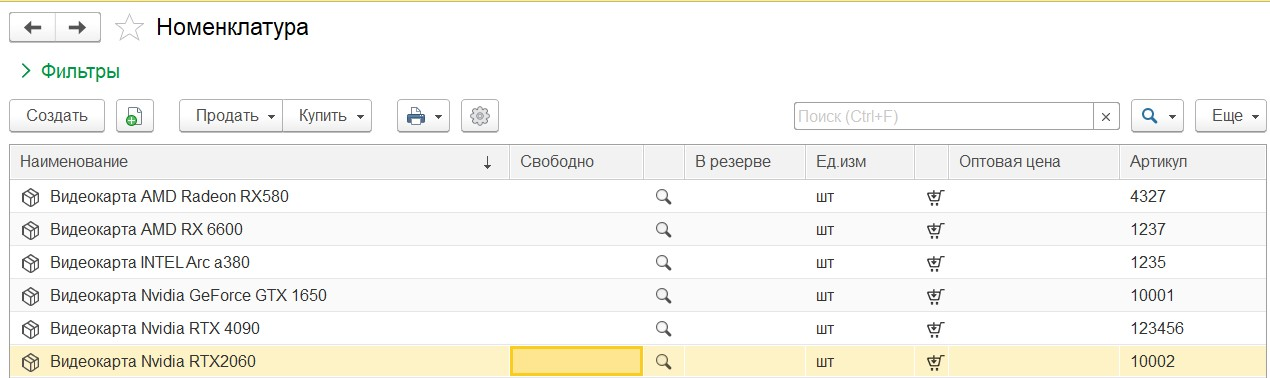 Номенклатура
Фильтры
Создать Продать Купить Поиск (Ctrl+F) Еще
Наименование Свободно В резерве Ед.изм Оптовая цена Артикул
Видеокарта AMD Radeon RX580 шт 4327
Видеокарта AMD RX 6600 шт 1237
Видеокарта INTEL Arc a380 шт 1235
Видеокарта Nvidia GeForce GTX 1650 шт 10001
Видеокарта Nvidia RTX 4090 шт 123456
Видеокарта Nvidia RTX2060 шт 10002